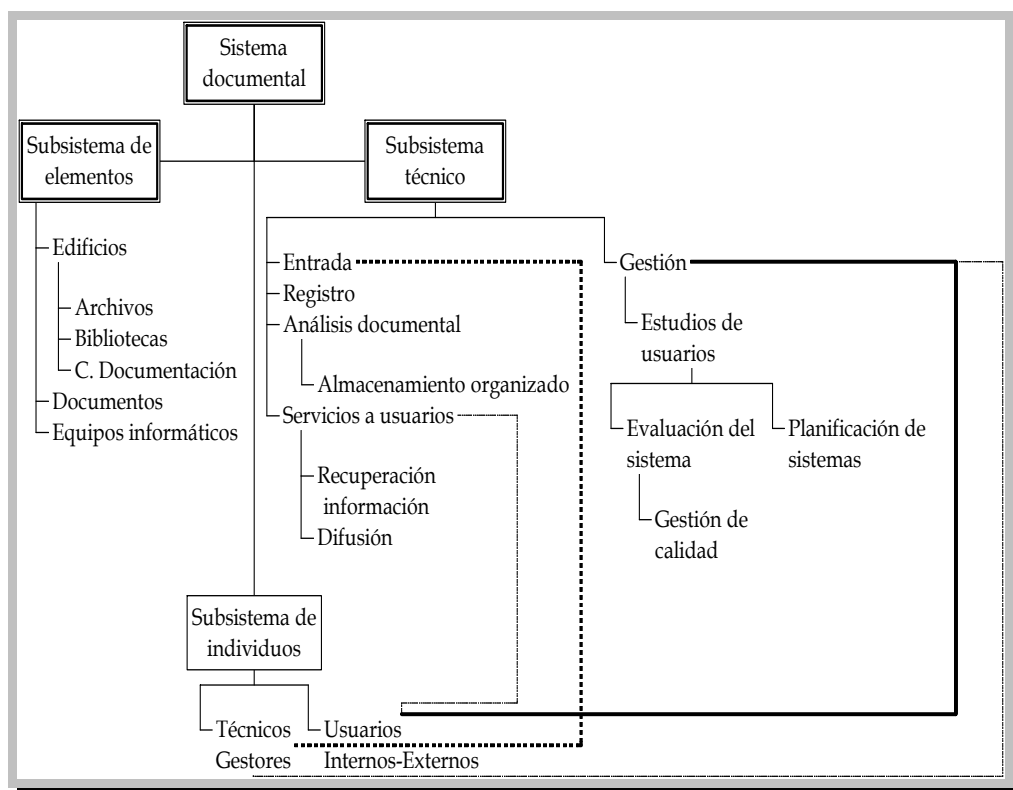 Sistema
documental
Subsistema de
elementos
Subsistema
técnico
Edificios
Archivos
Bibliotecas
C. Documentación
Documentos
Equipos informáticos
Entrada
Registro
Análisis documental
Almacenamiento organizado
Servicios a usuarios
Recuperación
información
Difusión
Gestión
Estudios de
usuarios
Evaluación del
sistema
Gestión de
calidad
Planificación de
sistemas
Subsistema de
individuos
Técnicos
Gestores
Usuarios
Internos-Externos